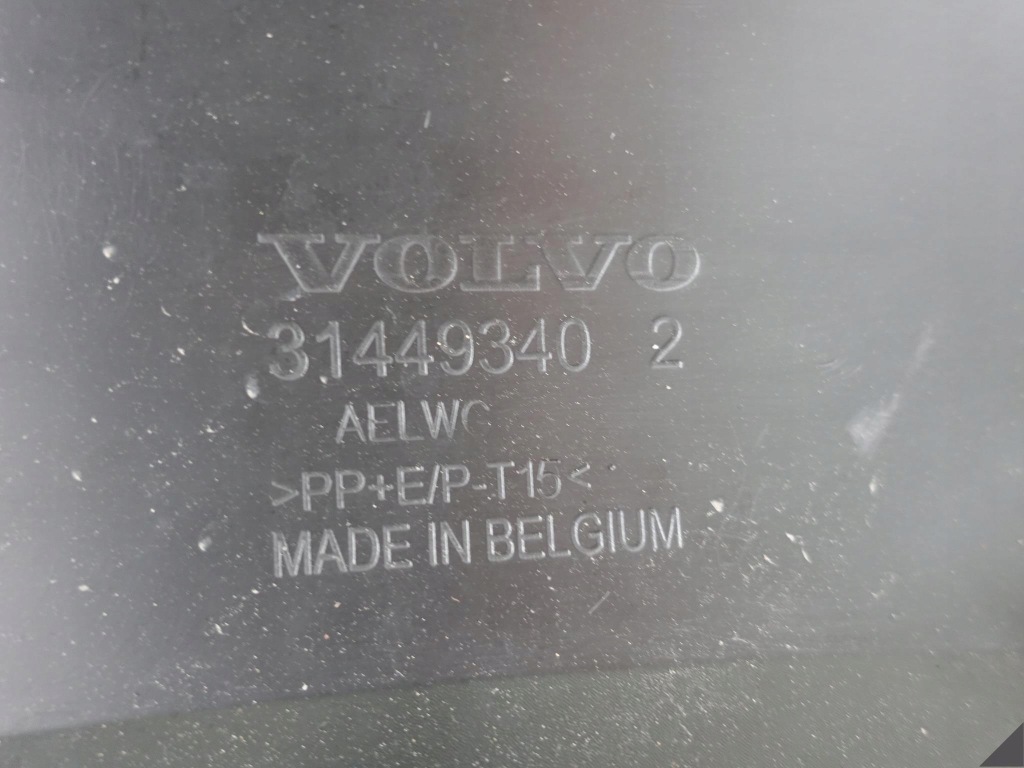 VOLVO
31449340 2
AELWC
>PP+E/P-T15<
MADE IN BELGIUM